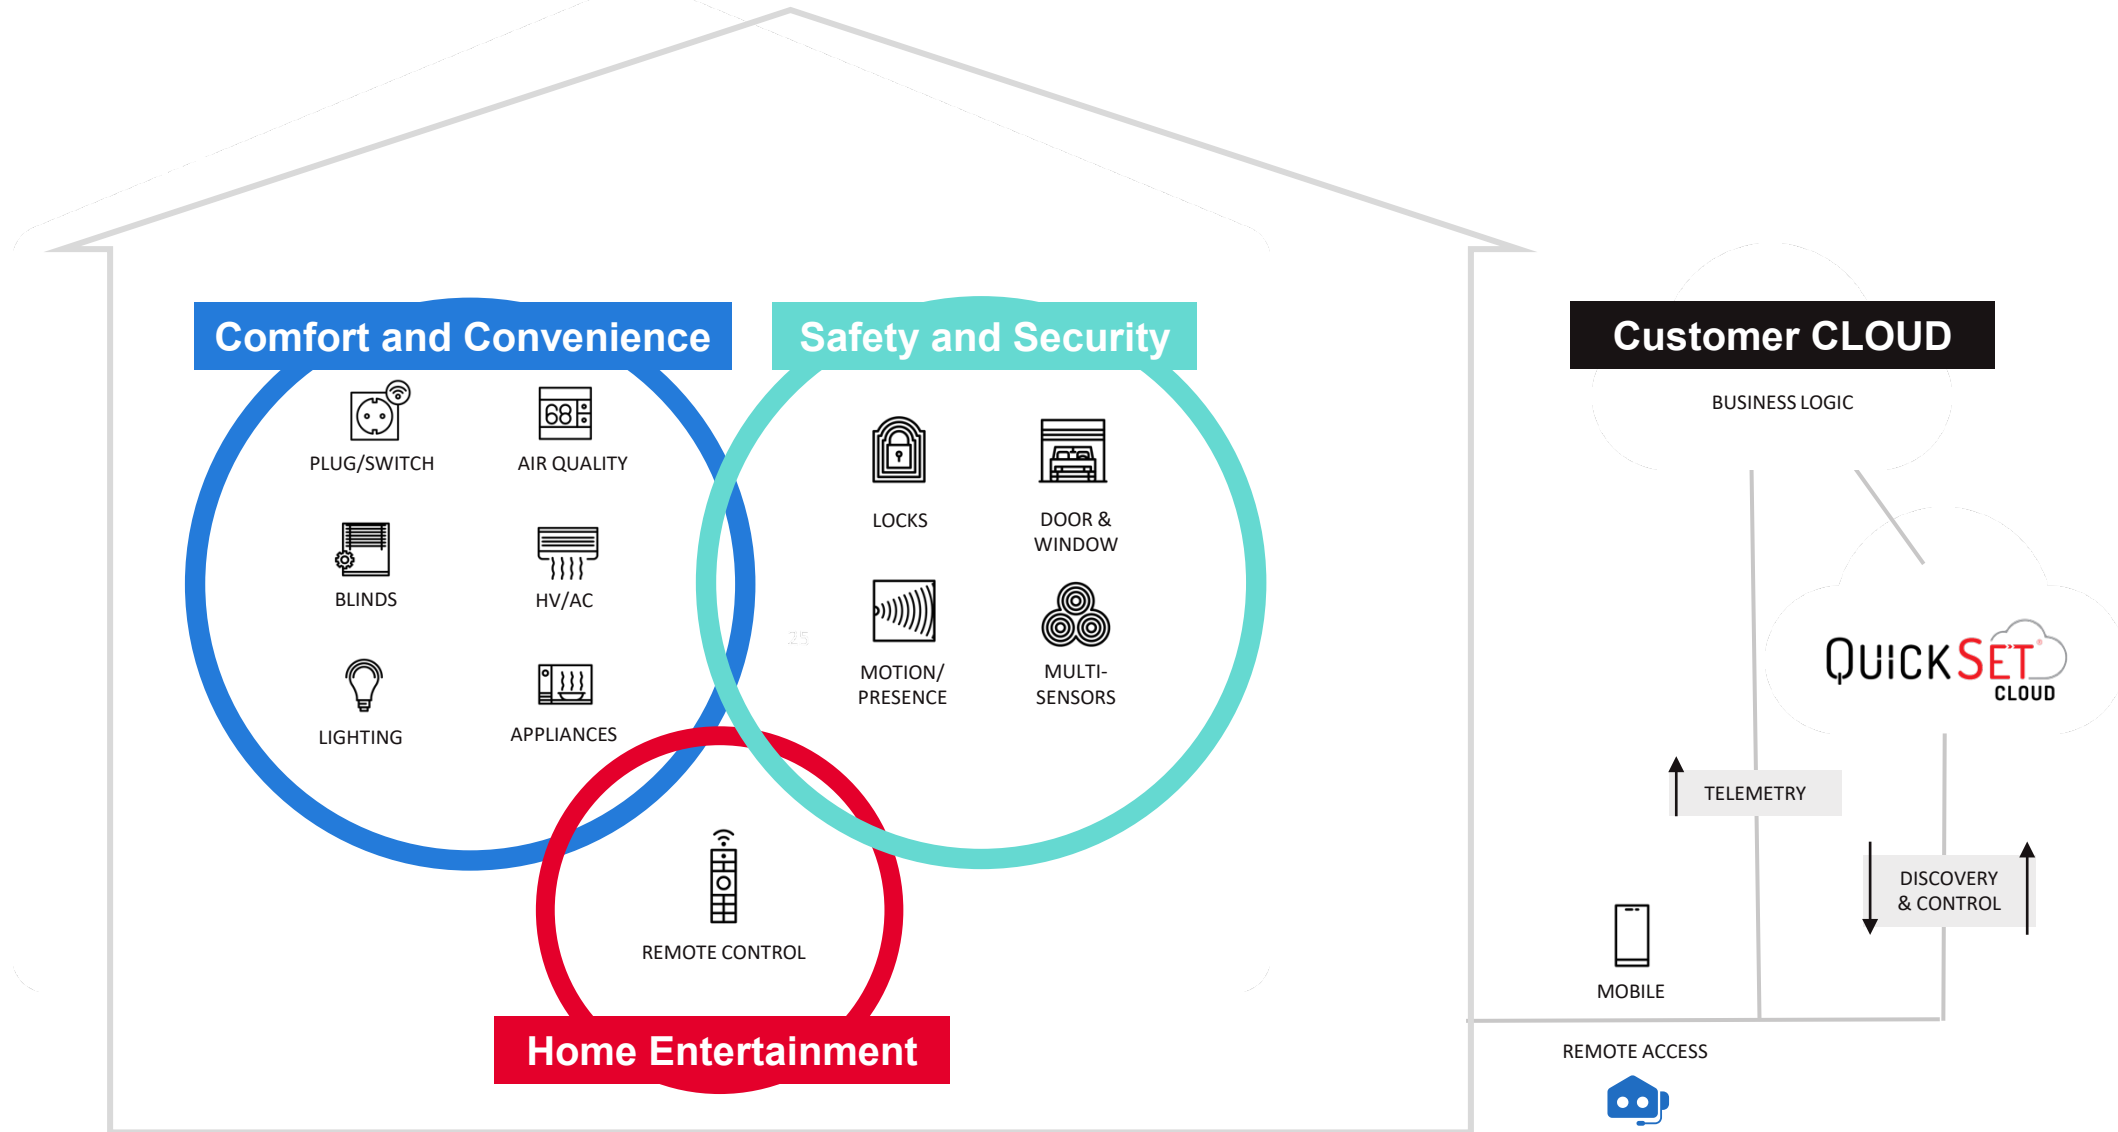 Comfort and Convenience
Safety and Security
Customer CLOUD
BUSINESS LOGIC
68
PLUG/SWITCH
AIR QUALITY
LOCKS
DOOR &
WINDOW
BLINDS
HV/AC
25
MOTION/
PRESENCE
MULTI-
SENSORS
LIGHTING
APPLIANCES
QUICKSET®
CLOUD
TELEMETRY
DISCOVERY
& CONTROL
REMOTE CONTROL
MOBILE
Home Entertainment
REMOTE ACCESS